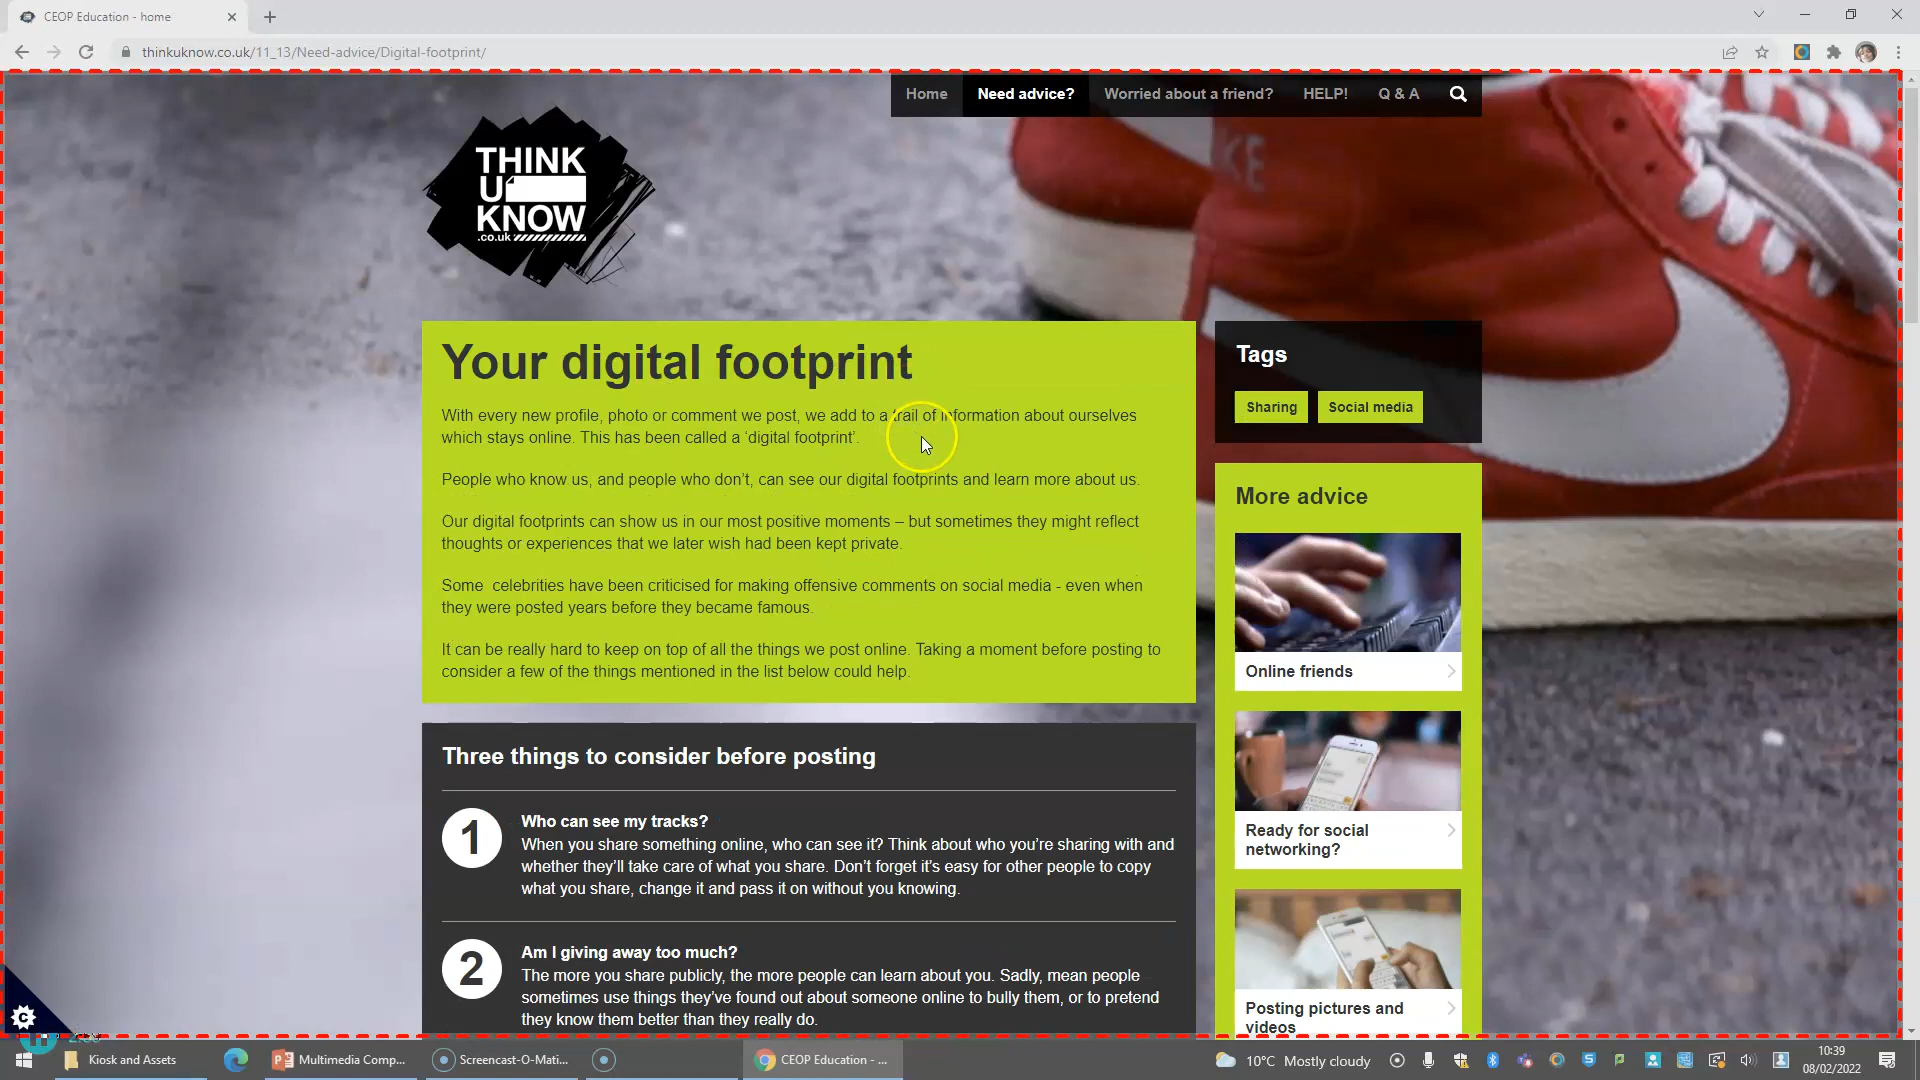 CEOP Education - home
thinkuknow.co.uk/11_13/Need-advice/Digital-footprint/
Home Need advice? Worried about a friend? HELP! Q & A
THINK
U
KNOW
.co.uk
Your digital footprint
With every new profile, photo or comment we post, we add to a trail of information about ourselves
which stays online. This has been called a ‘digital footprint’.
People who know us, and people who don’t, can see our digital footprints and learn more about us.
Our digital footprints can show us in our most positive moments – but sometimes they might reflect
thoughts or experiences that we later wish had been kept private.
Some celebrities have been criticised for making offensive comments on social media - even when
they were posted years before they became famous.
It can be really hard to keep on top of all the things we post online. Taking a moment before posting to
consider a few of the things mentioned in the list below could help.
Three things to consider before posting
1
Who can see my tracks?
When you share something online, who can see it? Think about who you’re sharing with and
whether they’ll take care of what you share. Don’t forget it’s easy for other people to copy
what you share, change it and pass it on without you knowing.
2
Am I giving away too much?
The more you share publicly, the more people can learn about you. Sadly, mean people
sometimes use things they’ve found out about someone online to bully them, or to pretend
they know them better than they really do.
Tags
Sharing Social media
More advice
Online friends
Ready for social
networking?
Posting pictures and
videos
Kiosk and Assets
Multimedia Comp...
Screencast-O-Mati...
CEOP Education - ...
10°C Mostly cloudy
10:39
08/02/2022